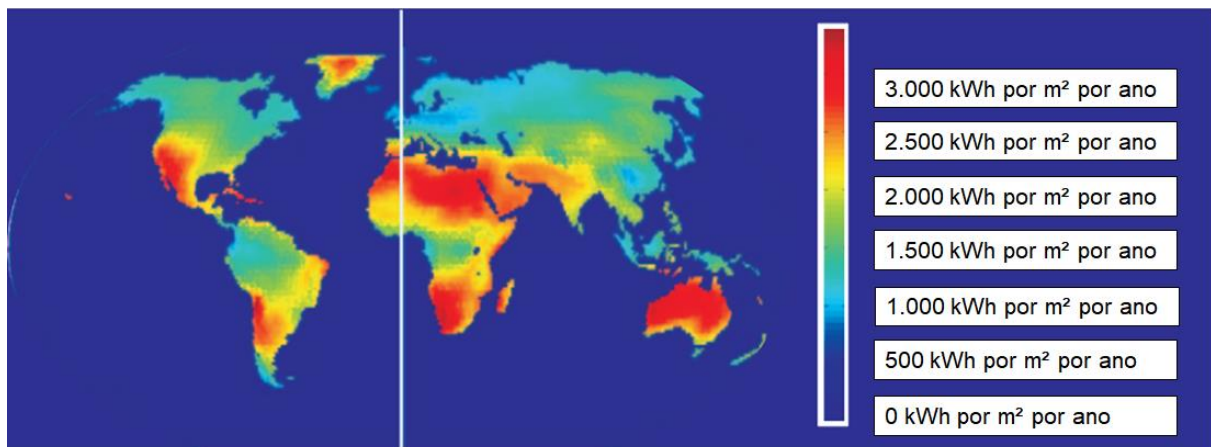 3.000 kWh por m² por ano
2.500 kWh por m² por ano
2.000 kWh por m² por ano
1.500 kWh por m² por ano
1.000 kWh por m² por ano
500 kWh por m² por ano
0 kWh por m² por ano